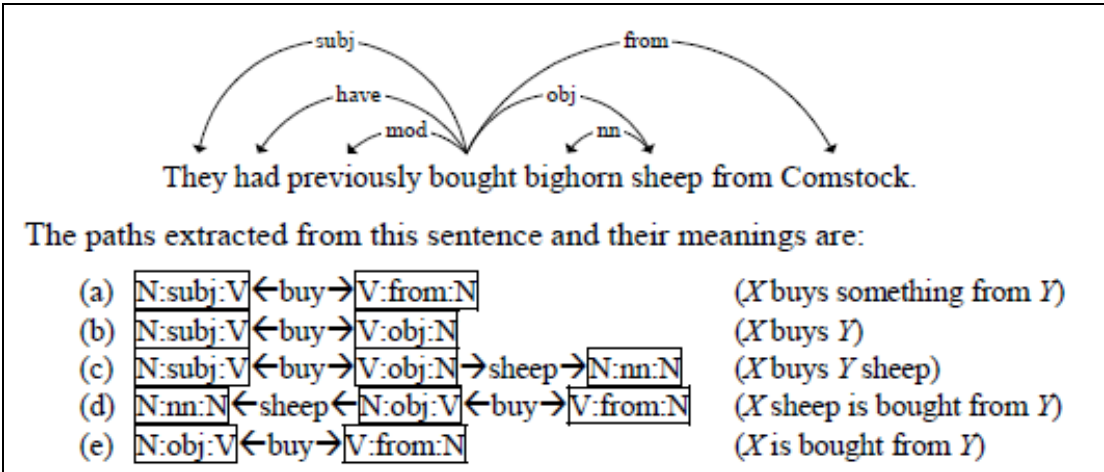 subj from
have obj
mod nn
They had previously bought bighorn sheep from Comstock.
The paths extracted from this sentence and their meanings are:
(a) N:subj:V←buy→V:from:N (X buys something from Y)
(b) N:subj:V←buy→V:obj:N (X buys Y)
(c) N:subj:V←buy→V:obj:N→sheep→N:nn:N (X buys Y sheep)
(d) N:nn:N←sheep←N:obj:V←buy→V:from:N (X sheep is bought from Y)
(e) N:obj:V←buy→V:from:N (X is bought from Y)